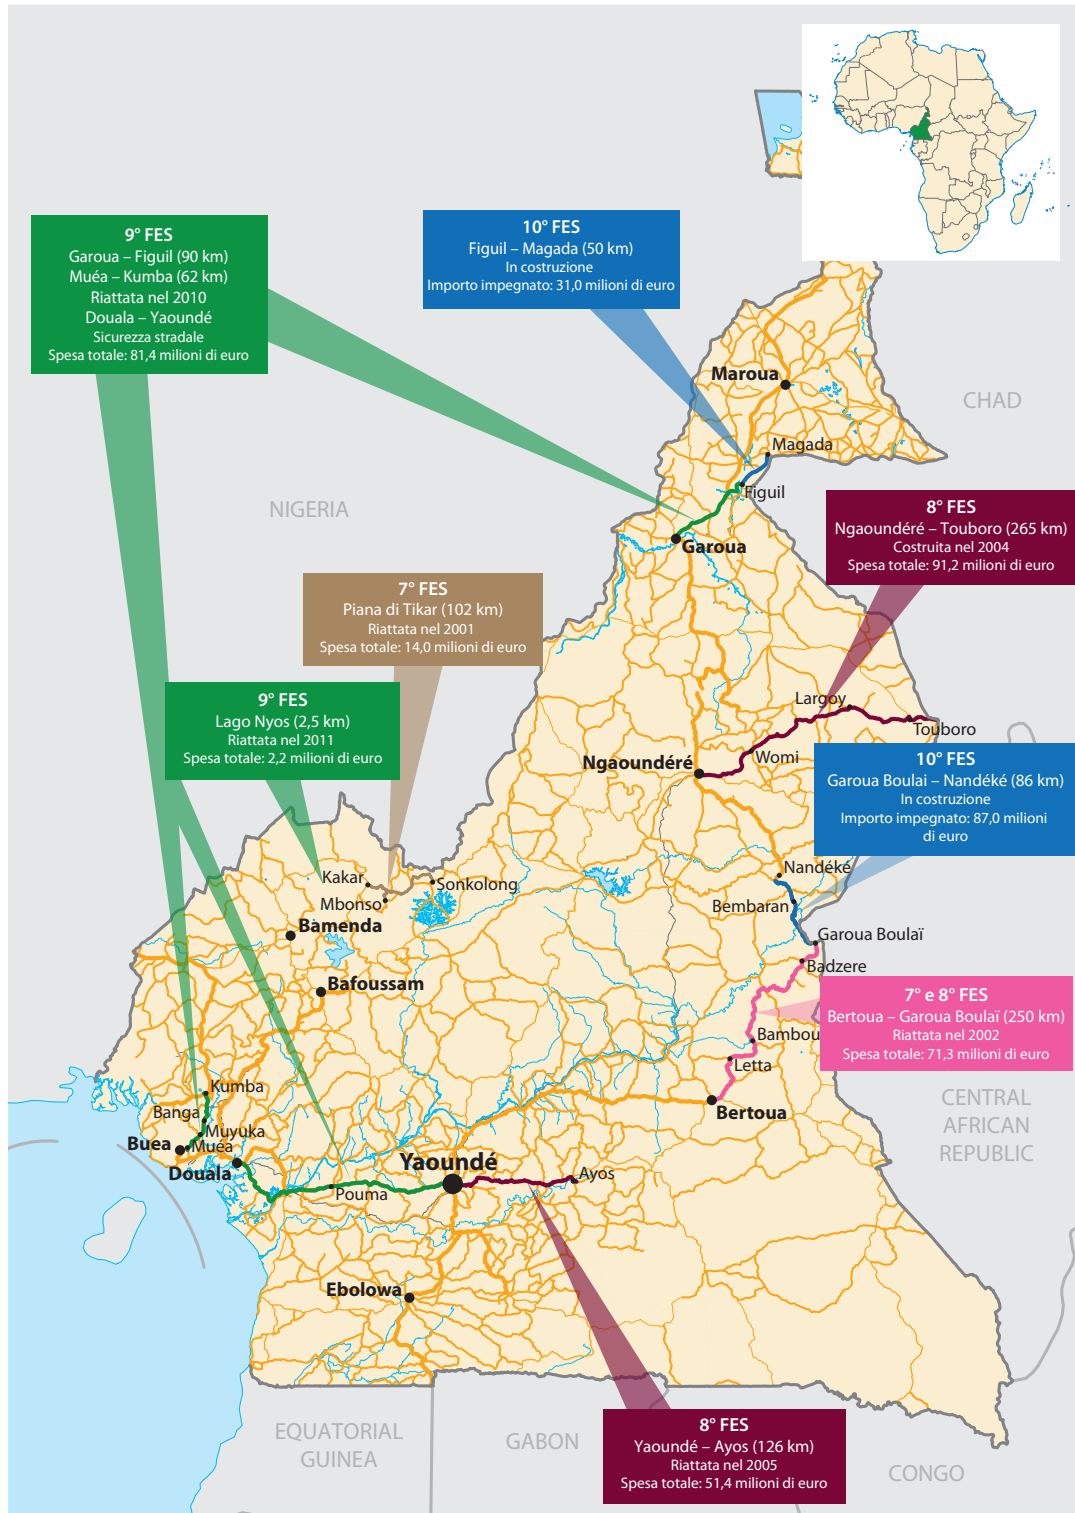 9° FES
Garoua – Figuil (90 km)
Muéa – Kumba (62 km)
Riattata nel 2010
Douala – Yaoundé
Sicurezza stradale
Spesa totale: 81,4 milioni di euro
10° FES
Figuil – Magada (50 km)
In costruzione
Importo impegnato: 31,0 milioni di euro
Maroua
CHAD
Magada
Figuil
NIGERIA
8° FES
Ngaoundéré – Touboro (265 km)
Costruita nel 2004
Spesa totale: 91,2 milioni di euro
Garoua
7° FES
Piana di Tikar (102 km)
Riattata nel 2001
Spesa totale: 14,0 milioni di euro
9° FES
Lago Nyos (2,5 km)
Riattata nel 2011
Spesa totale: 2,2 milioni di euro
Largoy
Touboro
Womi
Ngaoundéré
10° FES
Garoua Boulai – Nandéké (86 km)
In costruzione
Importo impegnato: 87,0 milioni
di euro
Nandéké
Kakar
Sonkolong
Mbonso
Bembaran
Bamenda
Garoua Boulaï
Badzere
Bafoussam
7° e 8° FES
Bertoua – Garoua Boulaï (250 km)
Riattata nel 2002
Spesa totale: 71,3 milioni di euro
Bambou
Letta
Kumba
Bertoua
CENTRAL
AFRICAN
REPUBLIC
Banga
Muyuka
Buea
Muéa
Douala
Yaoundé
Ayos
Pouma
Ebolowa
8° FES
Yaoundé – Ayos (126 km)
Riattata nel 2005
Spesa totale: 51,4 milioni di euro
EQUATORIAL
GUINEA
GABON
CONGO